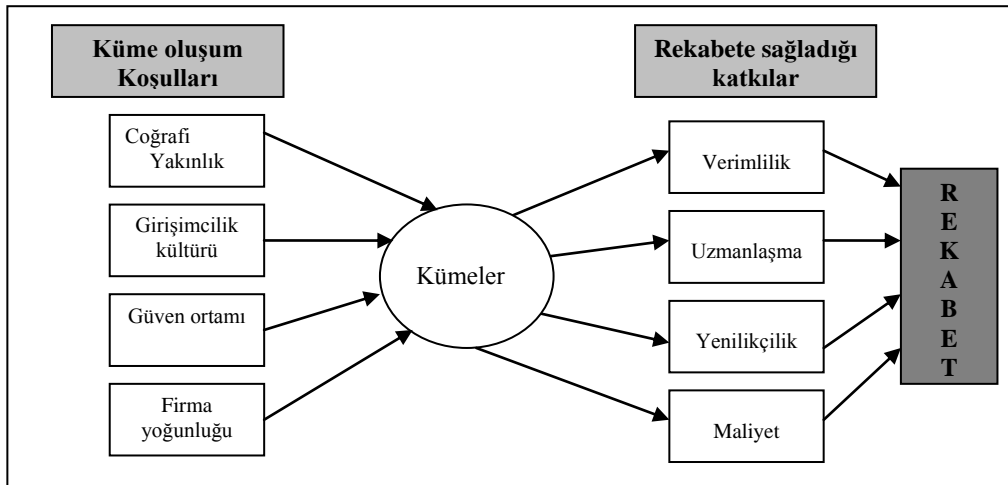 Küme oluşum
Koşulları
Coğrafi
Yakınlık
Girişimcilik
kültürü
Güven ortamı
Firma
yoğunluğu
Kümeler
Rekabete sağladığı
katkılar
Verimlilik
Uzmanlaşma
Yenilikçilik
Maliyet
R
E
K
A
B
E
T